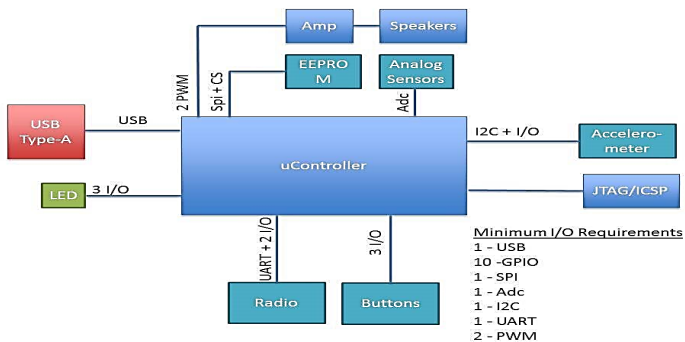 Amp
Speakers
2 PWM
Spi + CS
EEPRO
M
Analog
Sensors
Adc
USB
Type-A
USB
uController
I2C + I/O
Accelero-
meter
LED
3 I/O
JTAG/ICSP
UART + 2 I/O
3 I/O
Radio
Buttons
Minimum I/O Requirements
1 - USB
10 -GPIO
1 - SPI
1 - Adc
1 - I2C
1 - UART
2 - PWM